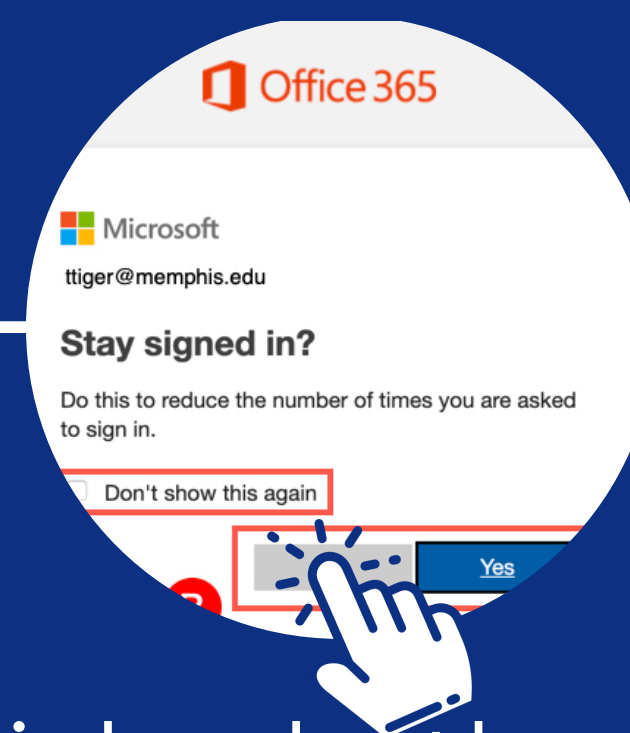 Office 365
Microsoft
ttiger@memphis.edu
Stay signed in?
Do this to reduce the number of times you are asked
to sign in.
Don't show this again
Yes